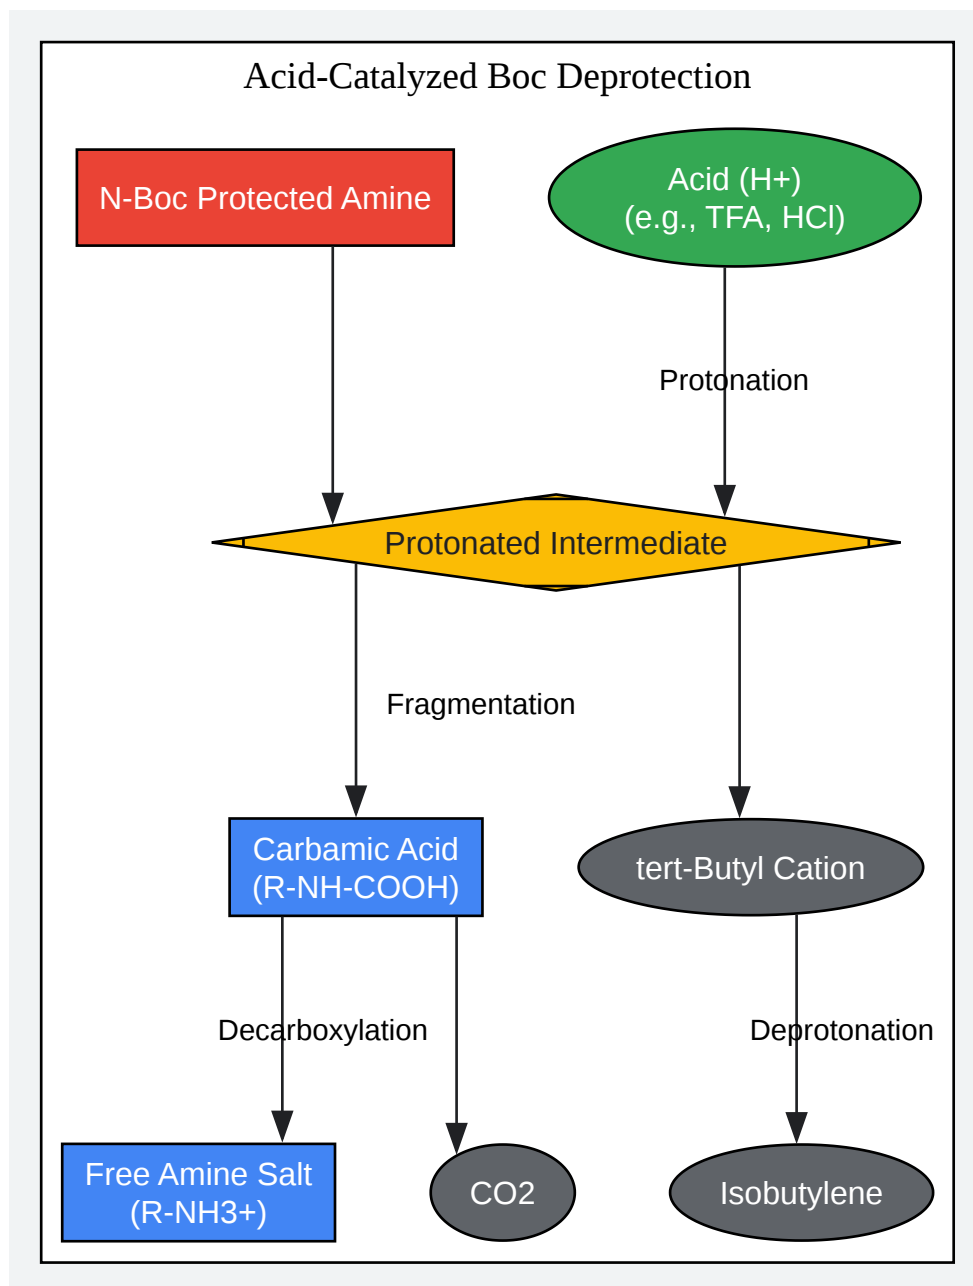 Acid-Catalyzed Boc Deprotection
N-Boc Protected Amine
Acid (H+)
(e.g., TFA, HCl)
Protonation
Protonated Intermediate
Fragmentation
Carbamic Acid
(R-NH-COOH)
tert-Butyl Cation
Decarboxylation
Deprotonation
Free Amine Salt
(R-NH3+)
CO2
Isobutylene